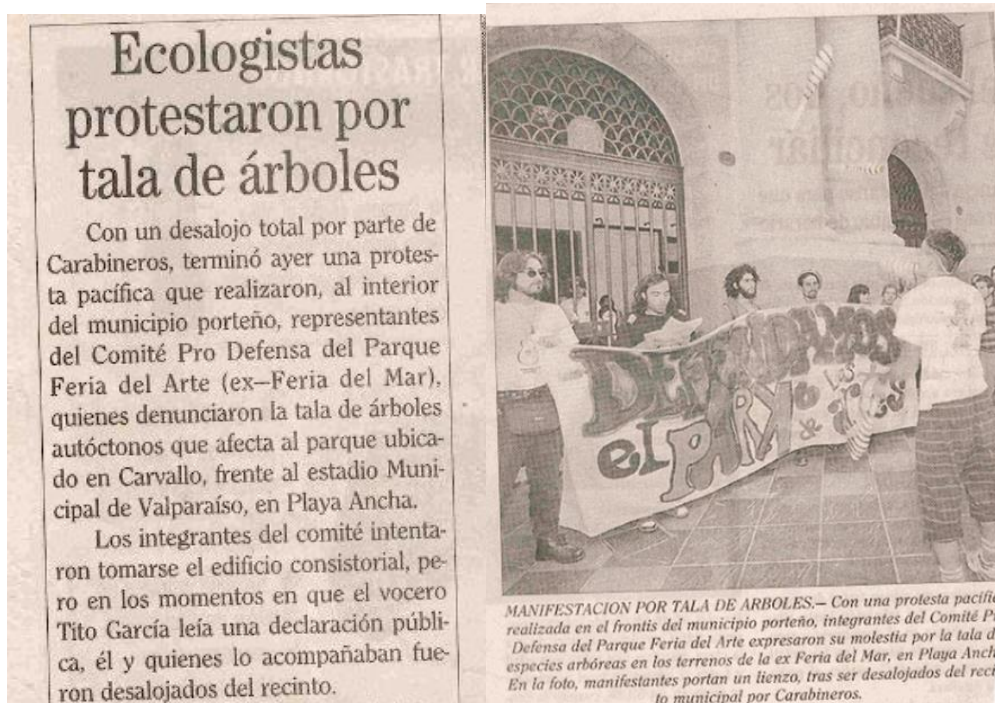 Ecologistas
protestaron por
tala de árboles
Con un desalojo total por parte de
Carabineros, terminó ayer una protes-
ta pacífica que realizaron, al interior
del municipio porteño, representantes
del Comité Pro Defensa del Parque
Feria del Arte (ex—Feria del Mar),
quienes denunciaron la tala de árboles
autóctonos que afecta al parque ubica-
do en Carvallo, frente al estadio Muni-
cipal de Valparaíso, en Playa Ancha.
Los integrantes del comité intenta-
ron tomarse el edificio consistorial, pe-
ro en los momentos en que el vocero
Tito García leía una declaración públi-
ca, él y quienes lo acompañaban fue-
ron desalojados del recinto.
DEFENDAMOS
el PARK
MANIFESTACION POR TALA DE ARBOLES.— Con una protesta pacífic
realizada en el frontis del municipio porteño, integrantes del Comité P
Defensa del Parque Feria del Arte expresaron su molestia por la tala d
especies arbóreas en los terrenos de la ex Feria del Mar, en Playa Anch
En la foto, manifestantes portan un lienzo, tras ser desalojados del reci
to municipal por Carabineros.